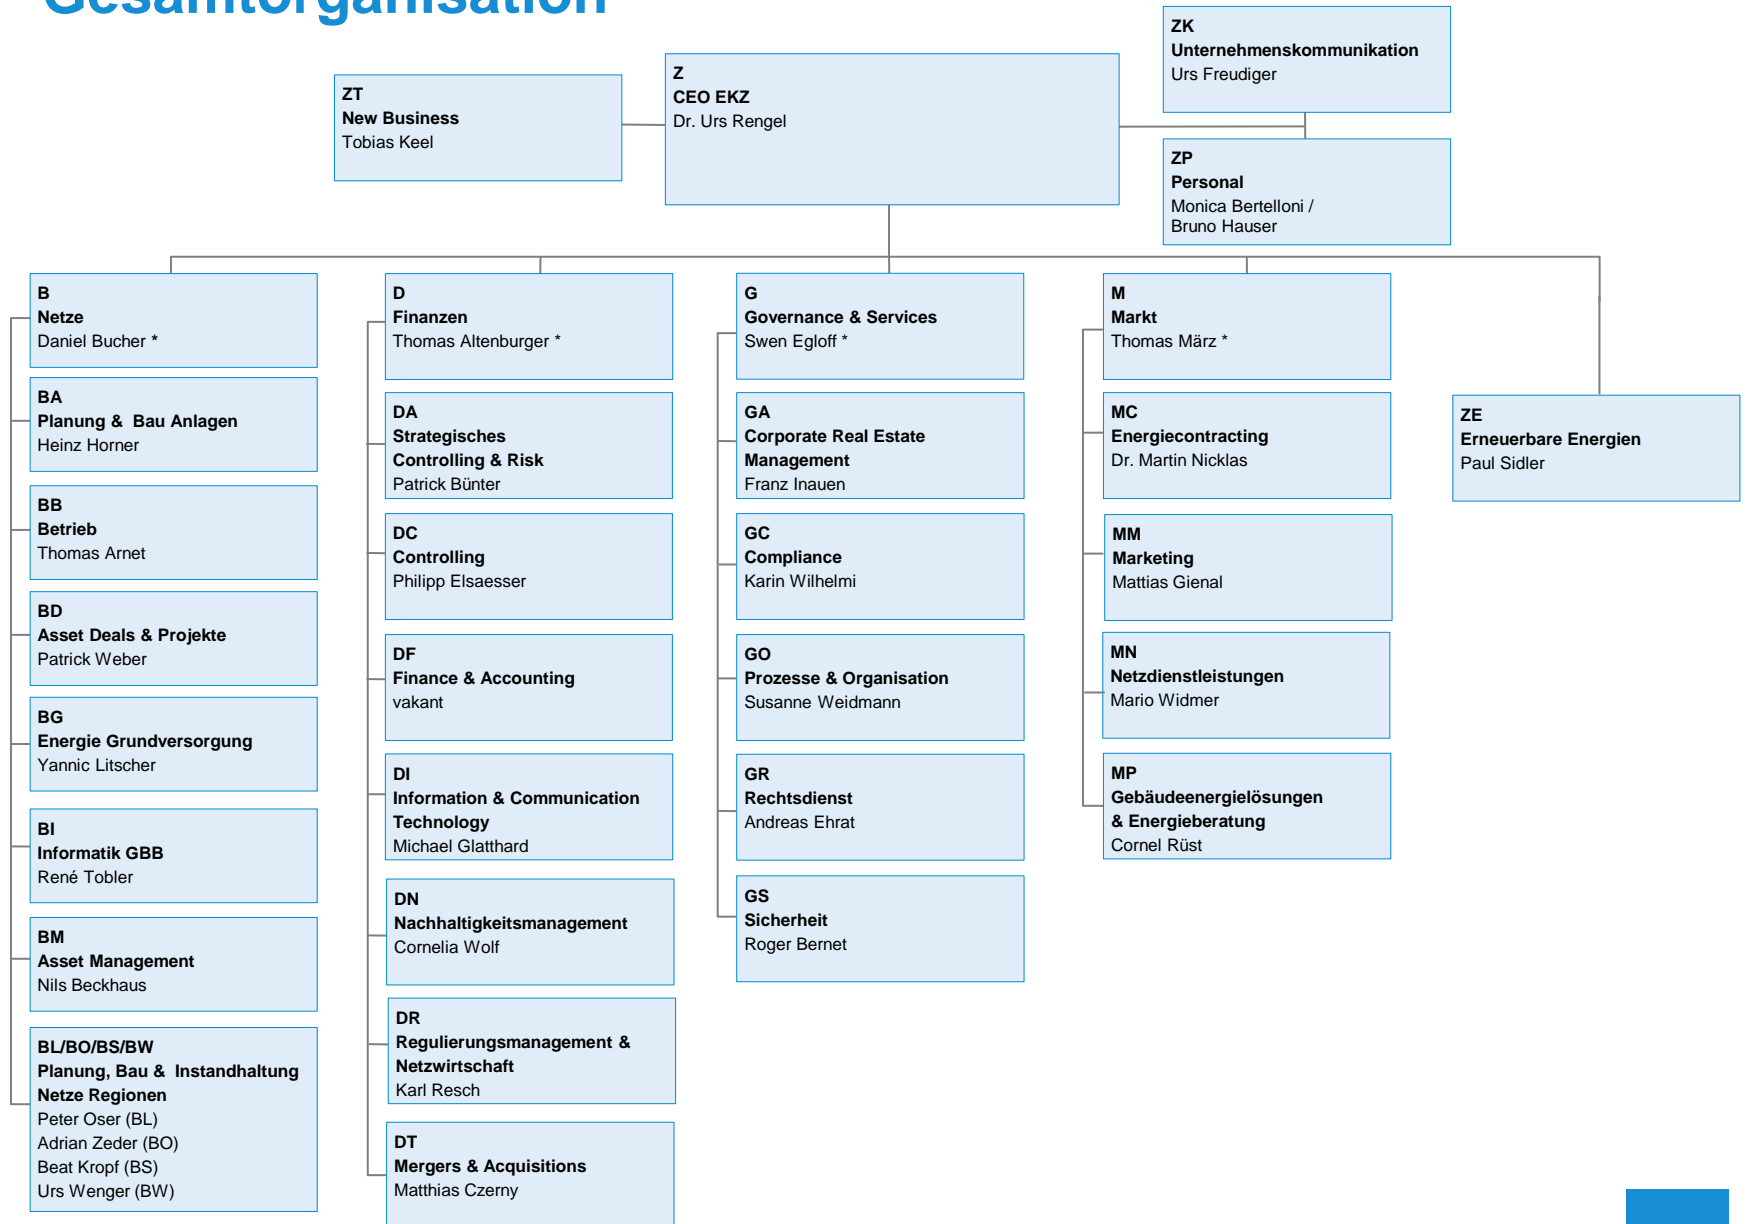 Gesamtorganisation
ZK
Unternehmenskommunikation
Urs Freudiger
Z
CEO EKZ
Dr. Urs Rengel
ZT
New Business
Tobias Keel
ZP
Personal
Monica Bertelloni /
Bruno Hauser
B
Netze
Daniel Bucher *
BA
Planung & Bau Anlagen
Heinz Horner
BB
Betrieb
Thomas Arnet
BD
Asset Deals & Projekte
Patrick Weber
BG
Energie Grundversorgung
Yannic Litscher
BI
Informatik GBB
René Tobler
BM
Asset Management
Nils Beckhaus
BL/BO/BS/BW
Planung, Bau & Instandhaltung
Netze Regionen
Peter Oser (BL)
Adrian Zeder (BO)
Beat Kropf (BS)
Urs Wenger (BW)
D
Finanzen
Thomas Altenburger *
DA
Strategisches
Controlling & Risk
Patrick Bünter
DC
Controlling
Philipp Elsaesser
DF
Finance & Accounting
vakant
DI
Information & Communication
Technology
Michael Glatthard
DN
Nachhaltigkeitsmanagement
Cornelia Wolf
DR
Regulierungsmanagement &
Netzwirtschaft
Karl Resch
DT
Mergers & Acquisitions
Matthias Czerny
G
Governance & Services
Swen Egloff *
GA
Corporate Real Estate
Management
Franz Inauen
GC
Compliance
Karin Wilhelmi
GO
Prozesse & Organisation
Susanne Weidmann
GR
Rechtsdienst
Andreas Ehrat
GS
Sicherheit
Roger Bernet
M
Markt
Thomas März *
MC
Energiecontracting
Dr. Martin Nicklas
MM
Marketing
Mattias Gienal
MN
Netzdienstleistungen
Mario Widmer
MP
Gebäudeenergielösungen
& Energieberatung
Cornel Rüst
ZE
Erneuerbare Energien
Paul Sidler